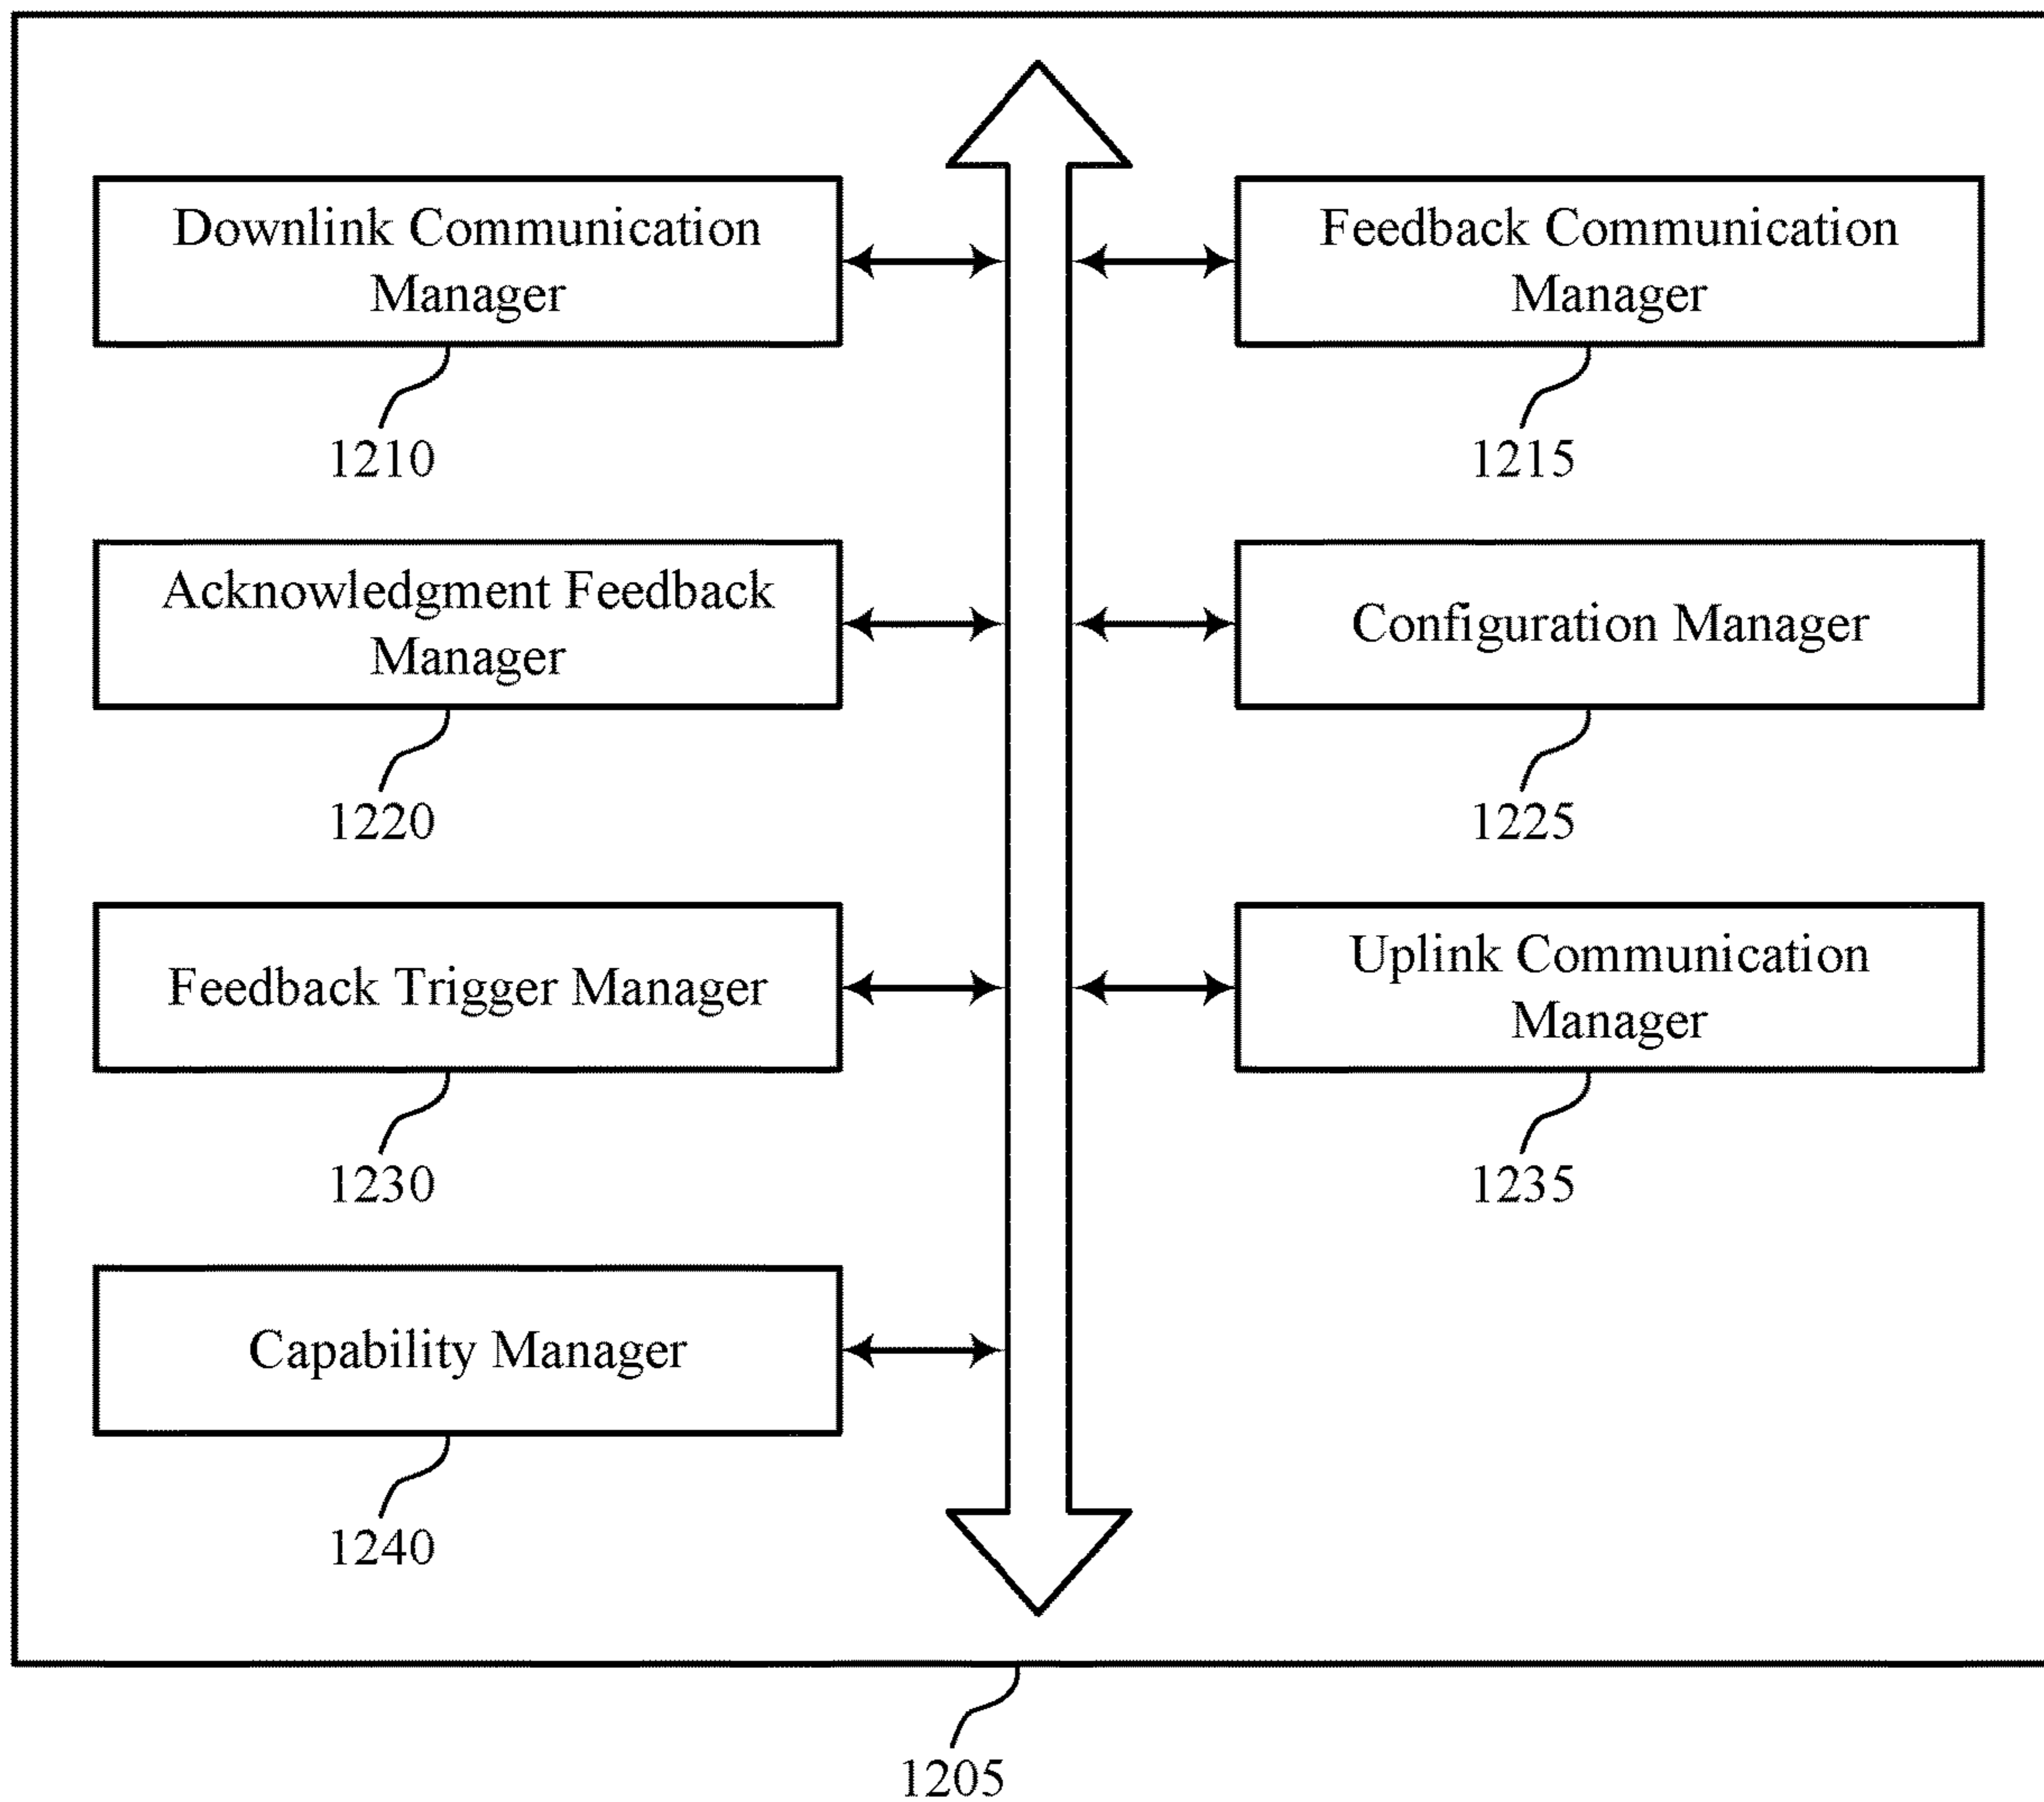 Downlink Communication
Manager
1210
Feedback Communication
Manager
1215
Acknowledgment Feedback
Manager
1220
Configuration Manager
1225
Feedback Trigger Manager
1230
Uplink Communication
Manager
1235
Capability Manager
1240
1205